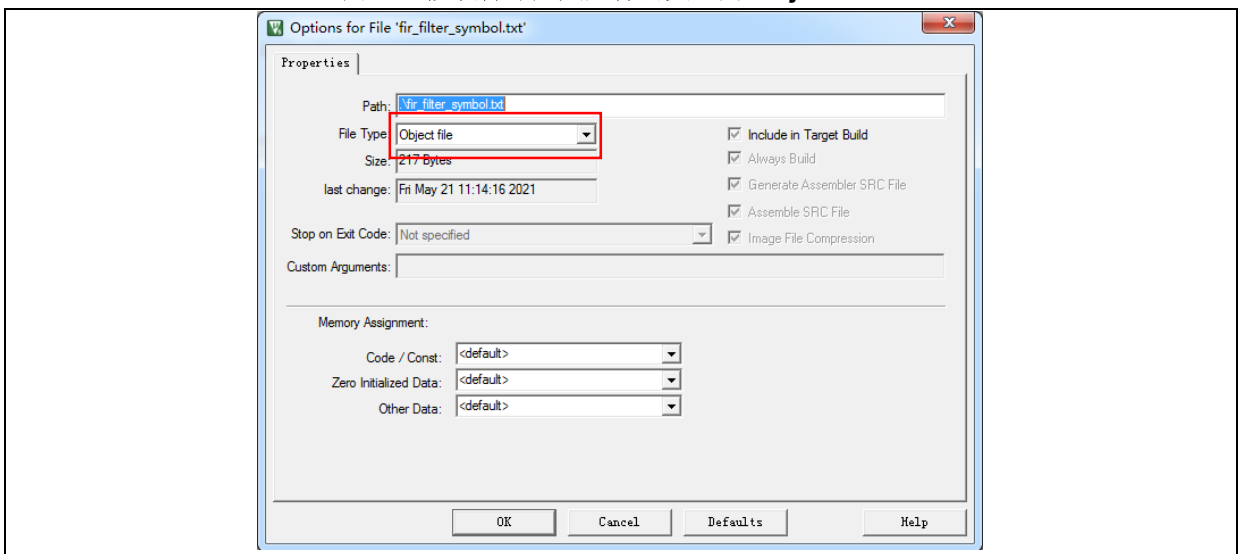 Options for File 'fir_filter_symbol.txt'
Properties
Path: .\fir_filter_symbol.txt
File Type: Object file
Include in Target Build
Size: 217 Bytes
Always Build
last change: Fri May 21 11:14:16 2021
Generate Assembler SRC File
Assemble SRC File
Stop on Exit Code: Not specified
Image File Compression
Custom Arguments:
Memory Assignment:
Code / Const: <default>
Zero Initialized Data: <default>
Other Data: <default>
OK Cancel Defaults Help